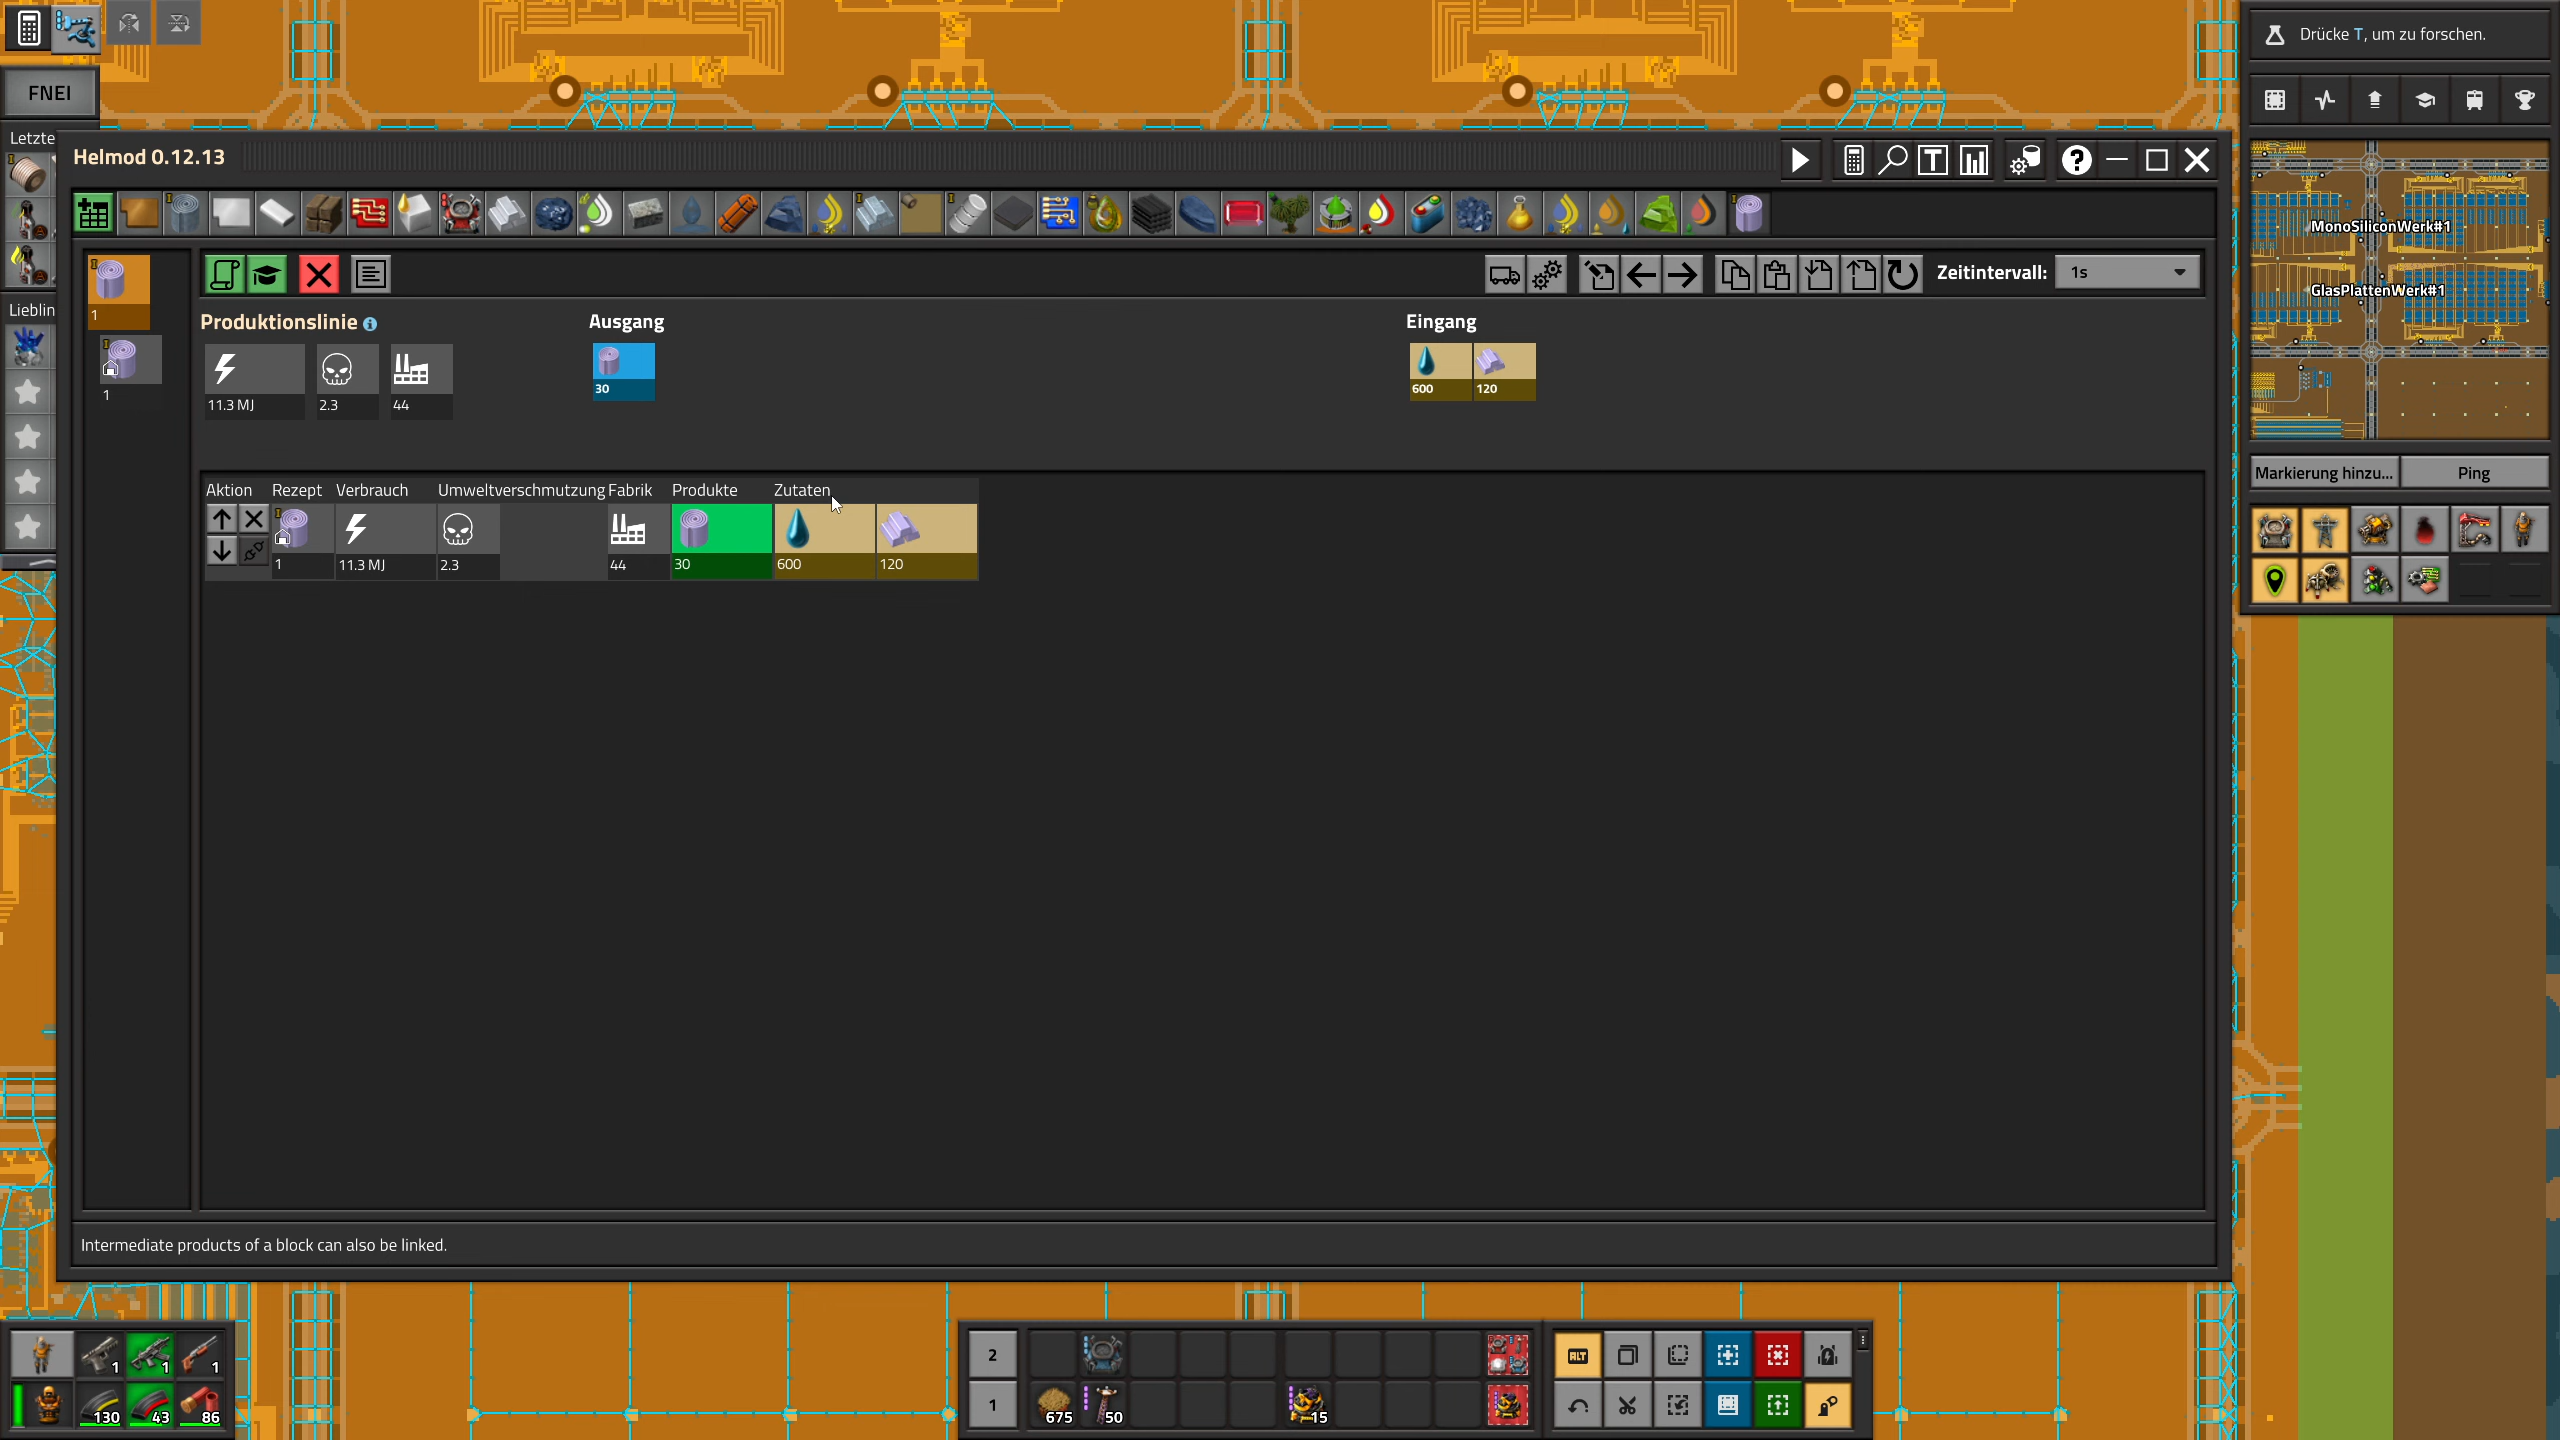 Drücke T, um zu forschen.
FNEI
Letzte
Helmod 0.12.13
MonoSiliconWerk#1
GlasPlattenWerk#1
Zeitintervall: 1s
1
Lieblin
Produktionslinie
Ausgang
Eingang
1
11.3 MJ
2.3
44
30
600
120
Aktion Rezept Verbrauch Umweltverschmutzung Fabrik Produkte Zutaten
1 11.3 MJ 2.3 44 30 600 120
Markierung hinzu...
Ping
Intermediate products of a block can also be linked.
1 1 1
130 43 86
2
ALT
1
675 50 15